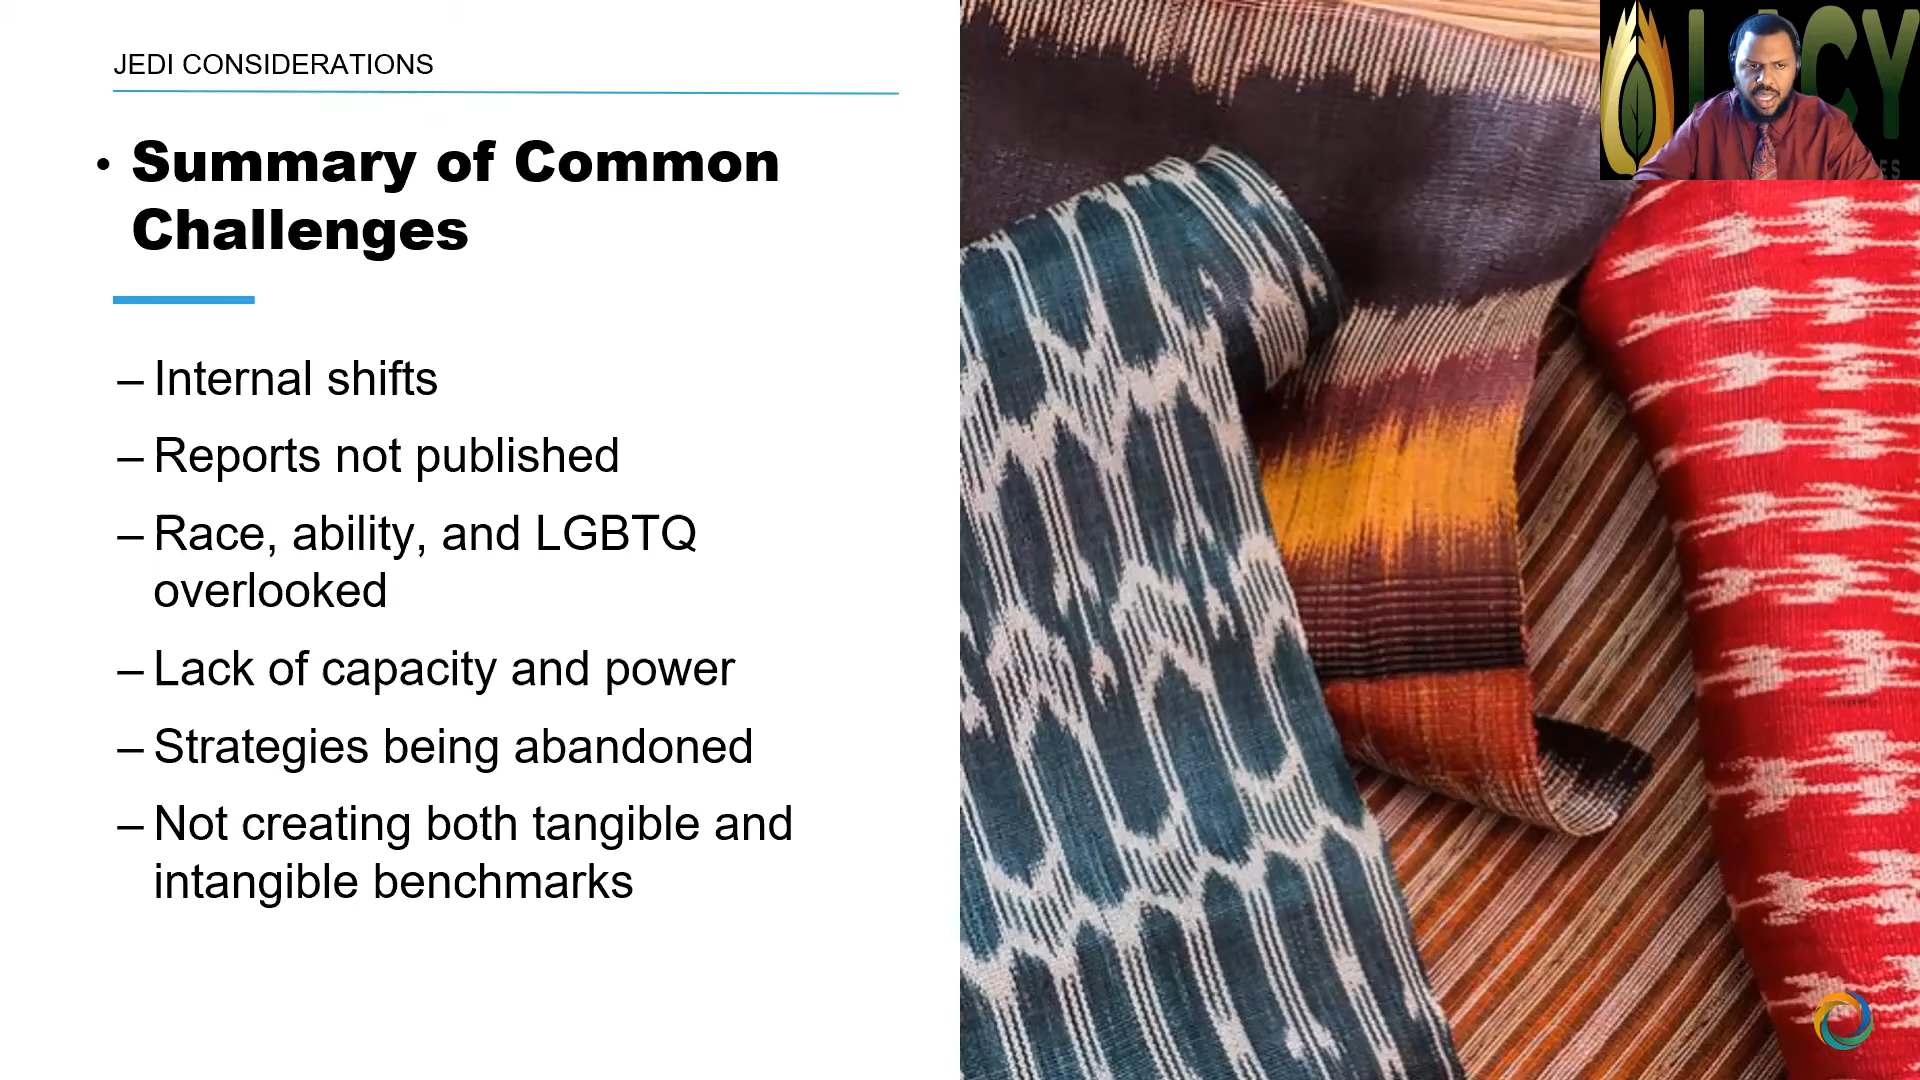 JEDI CONSIDERATIONS
• Summary of Common
Challenges
– Internal shifts
– Reports not published
– Race, ability, and LGBTQ
overlooked
– Lack of capacity and power
– Strategies being abandoned
– Not creating both tangible and
intangible benchmarks